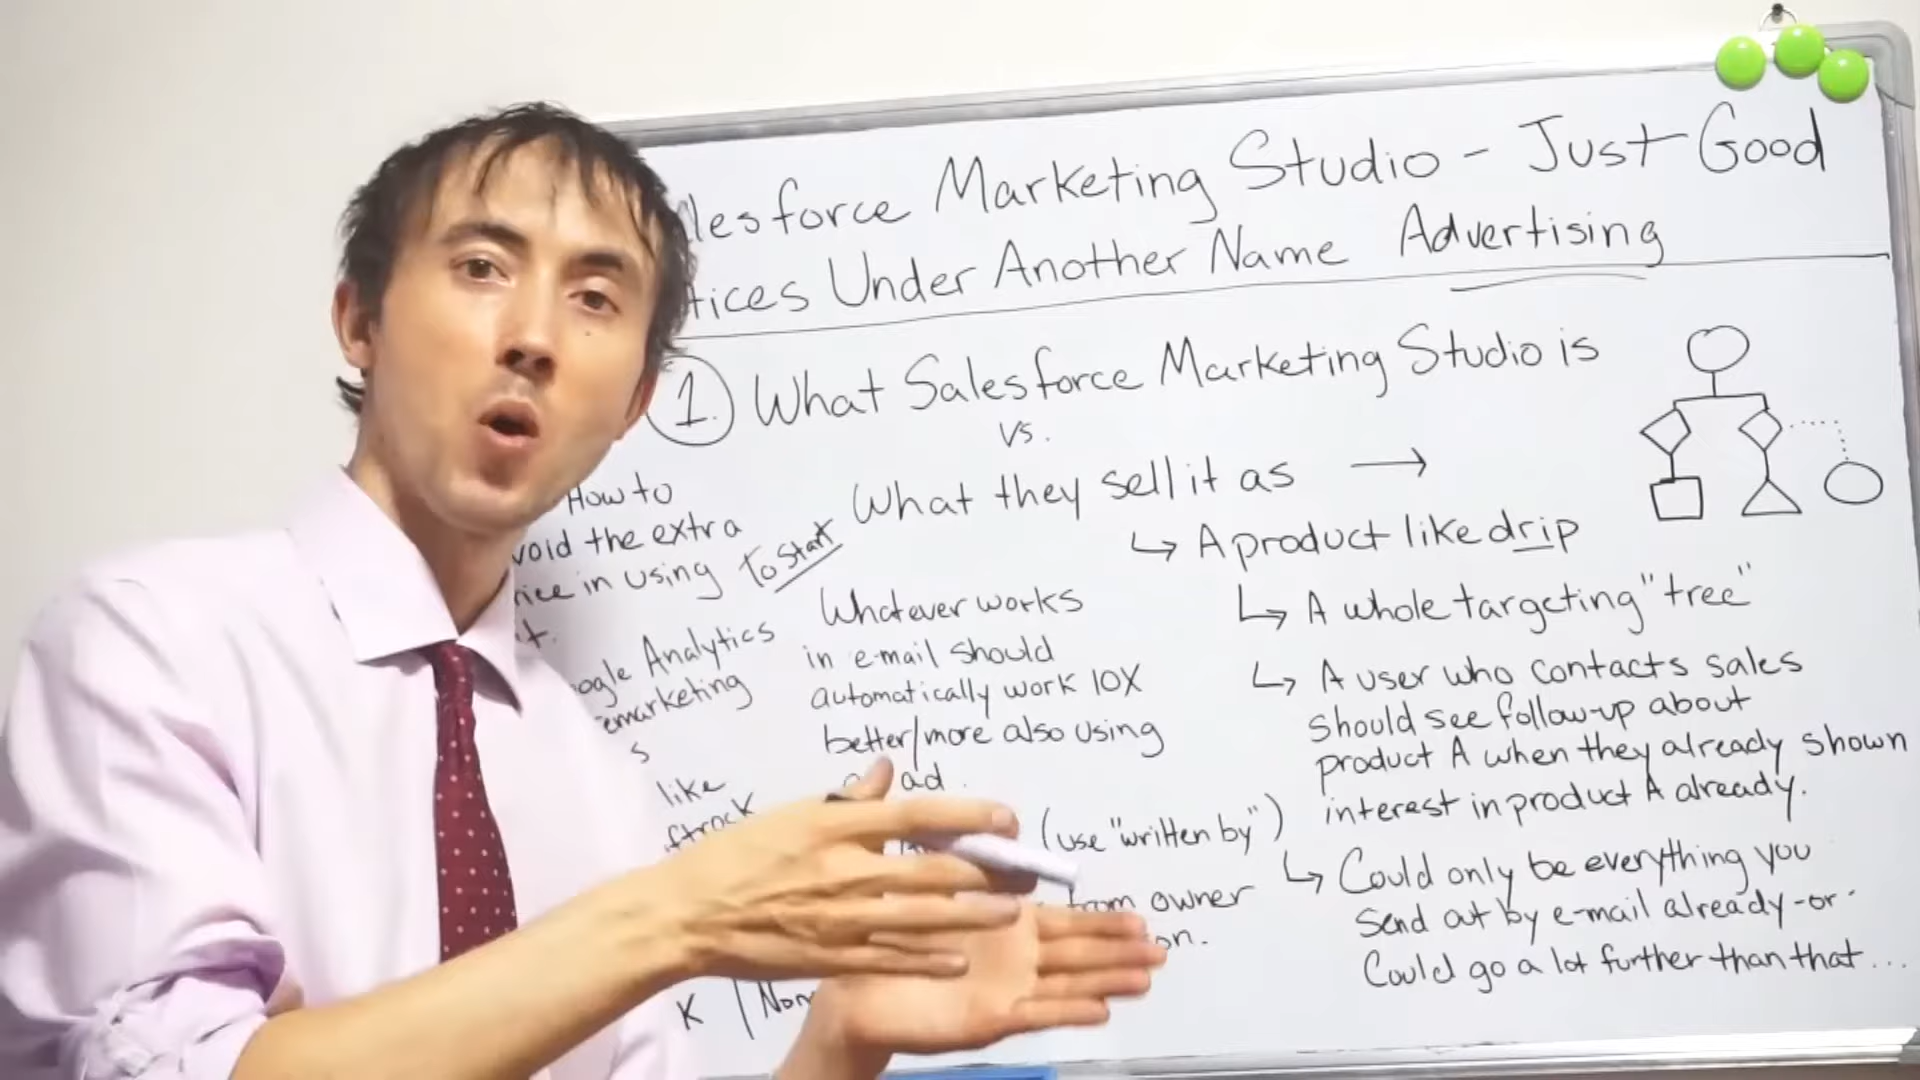 lesforce Marketing Studio - Just Good
tices Under Another Name Advertising
1. What Salesforce Marketing Studio is
vs.
What they sell it as →
↳ A product like drip
↳ A whole targeting "tree"
↳ A user who contacts sales
should see follow-up about
product A when they already shown
interest in product A already.
↳ Could only be everything you
send out by e-mail already -or-
Could go a lot further than that...
How to
void the extra
in using
to start
ogle Analytics
emarketing
s
like
Whatever works
in e-mail should
automatically work 10X
better/more also using
ad.
(use "written by")
from owner
on.
K / Non